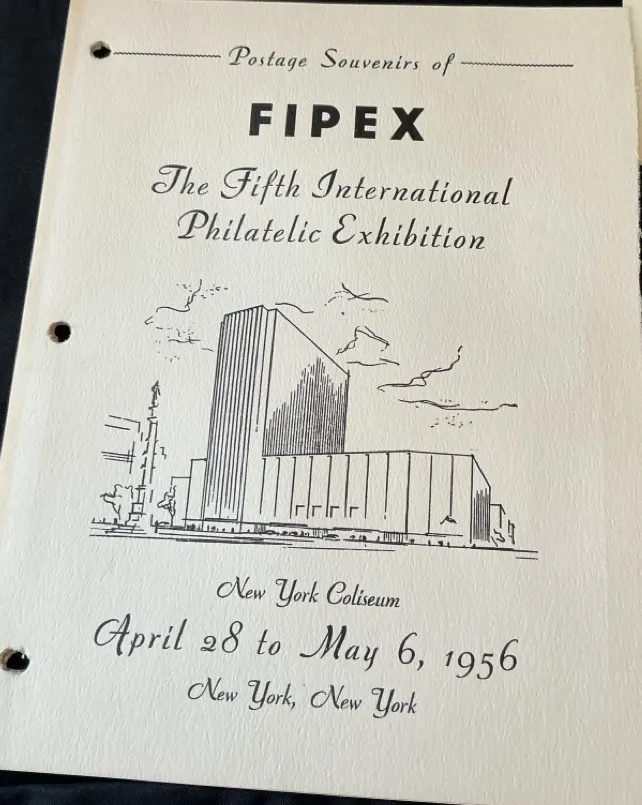 Postage Souvenirs of
FIPEX
The Fifth International
Philatelic Exhibition
New York Coliseum
April 28 to May 6, 1956
New York, New York